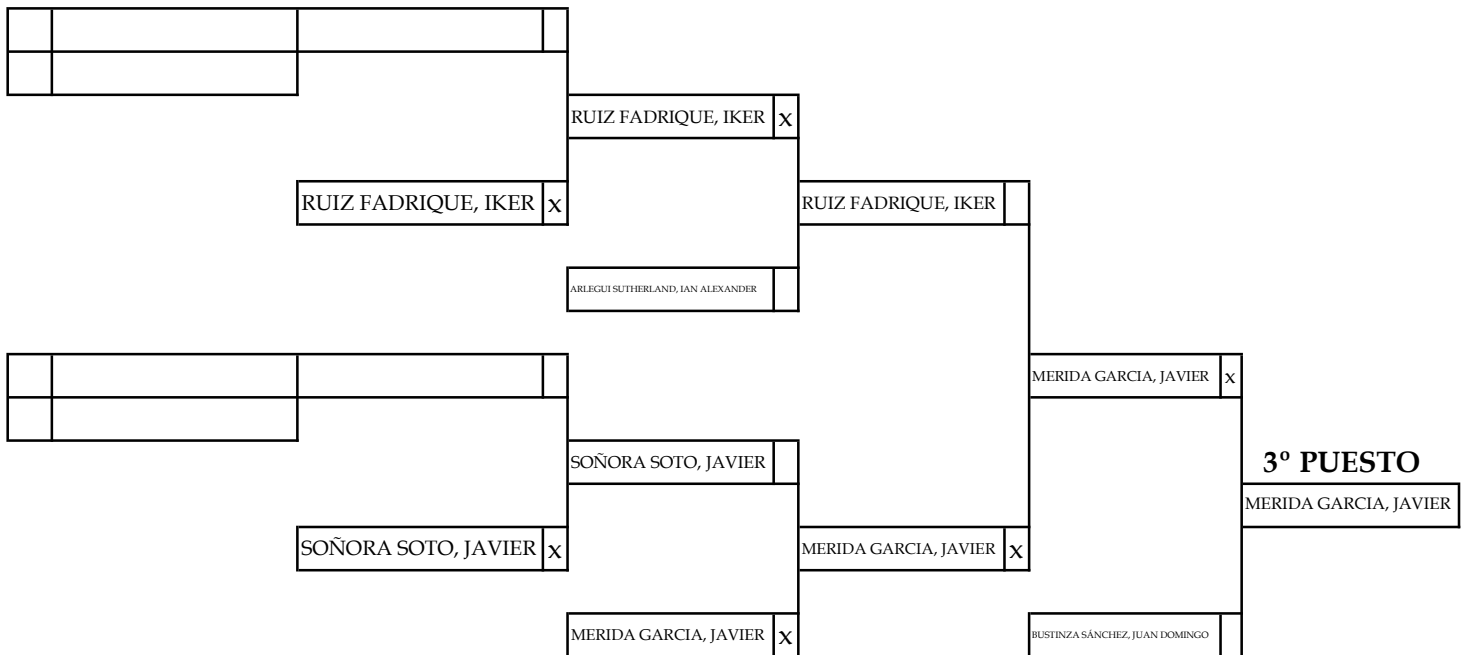 RUIZ FADRIQUE, IKER x
RUIZ FADRIQUE, IKER x
RUIZ FADRIQUE, IKER
ARLEGUI SUTHERLAND, IAN ALEXANDER
MERIDA GARCIA, JAVIER x
SOÑORA SOTO, JAVIER
3º PUESTO
MERIDA GARCIA, JAVIER
SOÑORA SOTO, JAVIER x
MERIDA GARCIA, JAVIER x
MERIDA GARCIA, JAVIER x
BUSTINZA SÁNCHEZ, JUAN DOMINGO